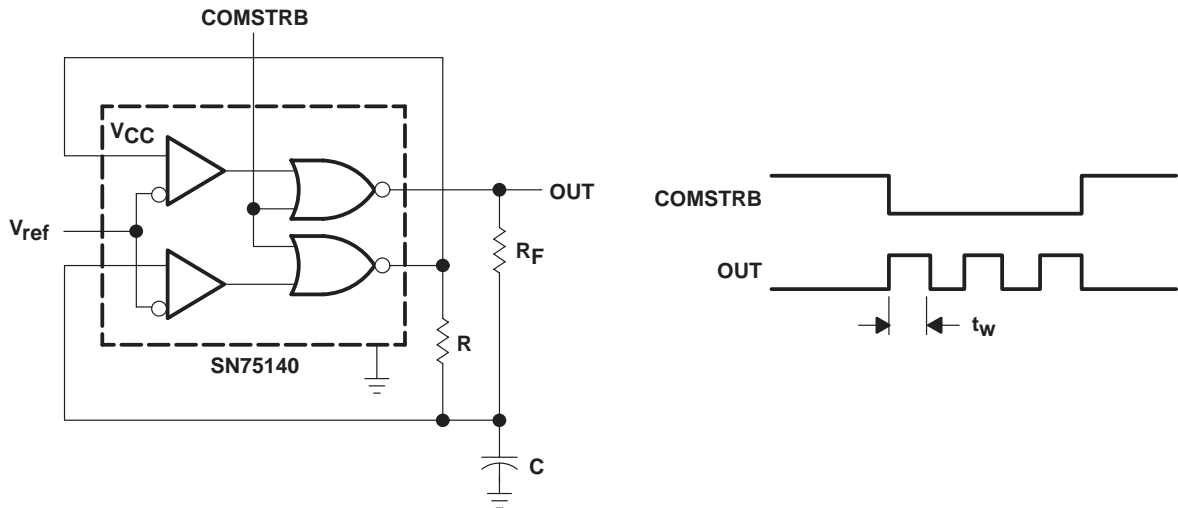 COMSTRB
VCC
OUT
Vref
RF
R
SN75140
C
COMSTRB
OUT
tw